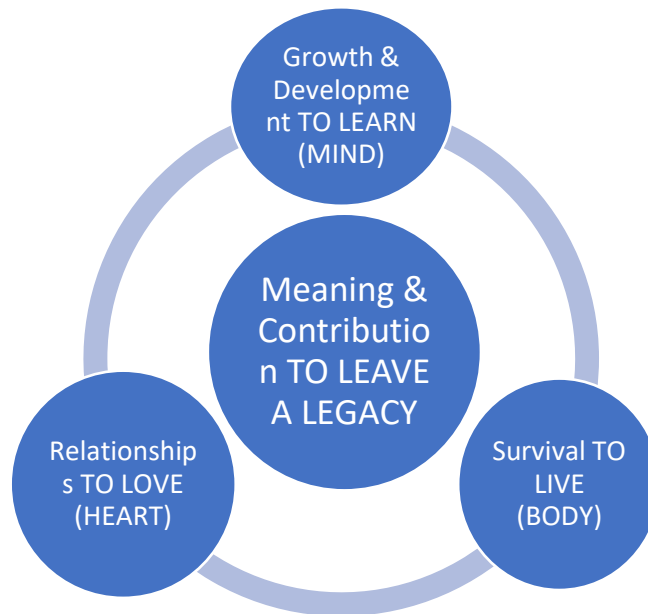 Growth &
Developme
nt TO LEARN
(MIND)
Meaning &
Contributio
n TO LEAVE
A LEGACY
Relationship
s TO LOVE
(HEART)
Survival TO
LIVE
(BODY)